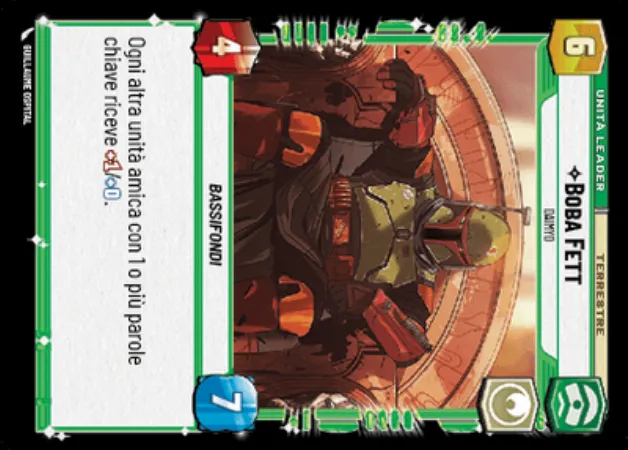 UNITÀ LEADER
TERRESTRE
6
BOBA FETT
DAIMYO
4
BASSIFONDI
7
Ogni altra unità amica con 1 o più parole
chiave riceve +1/+0.
GUILLAUME OSPITAL